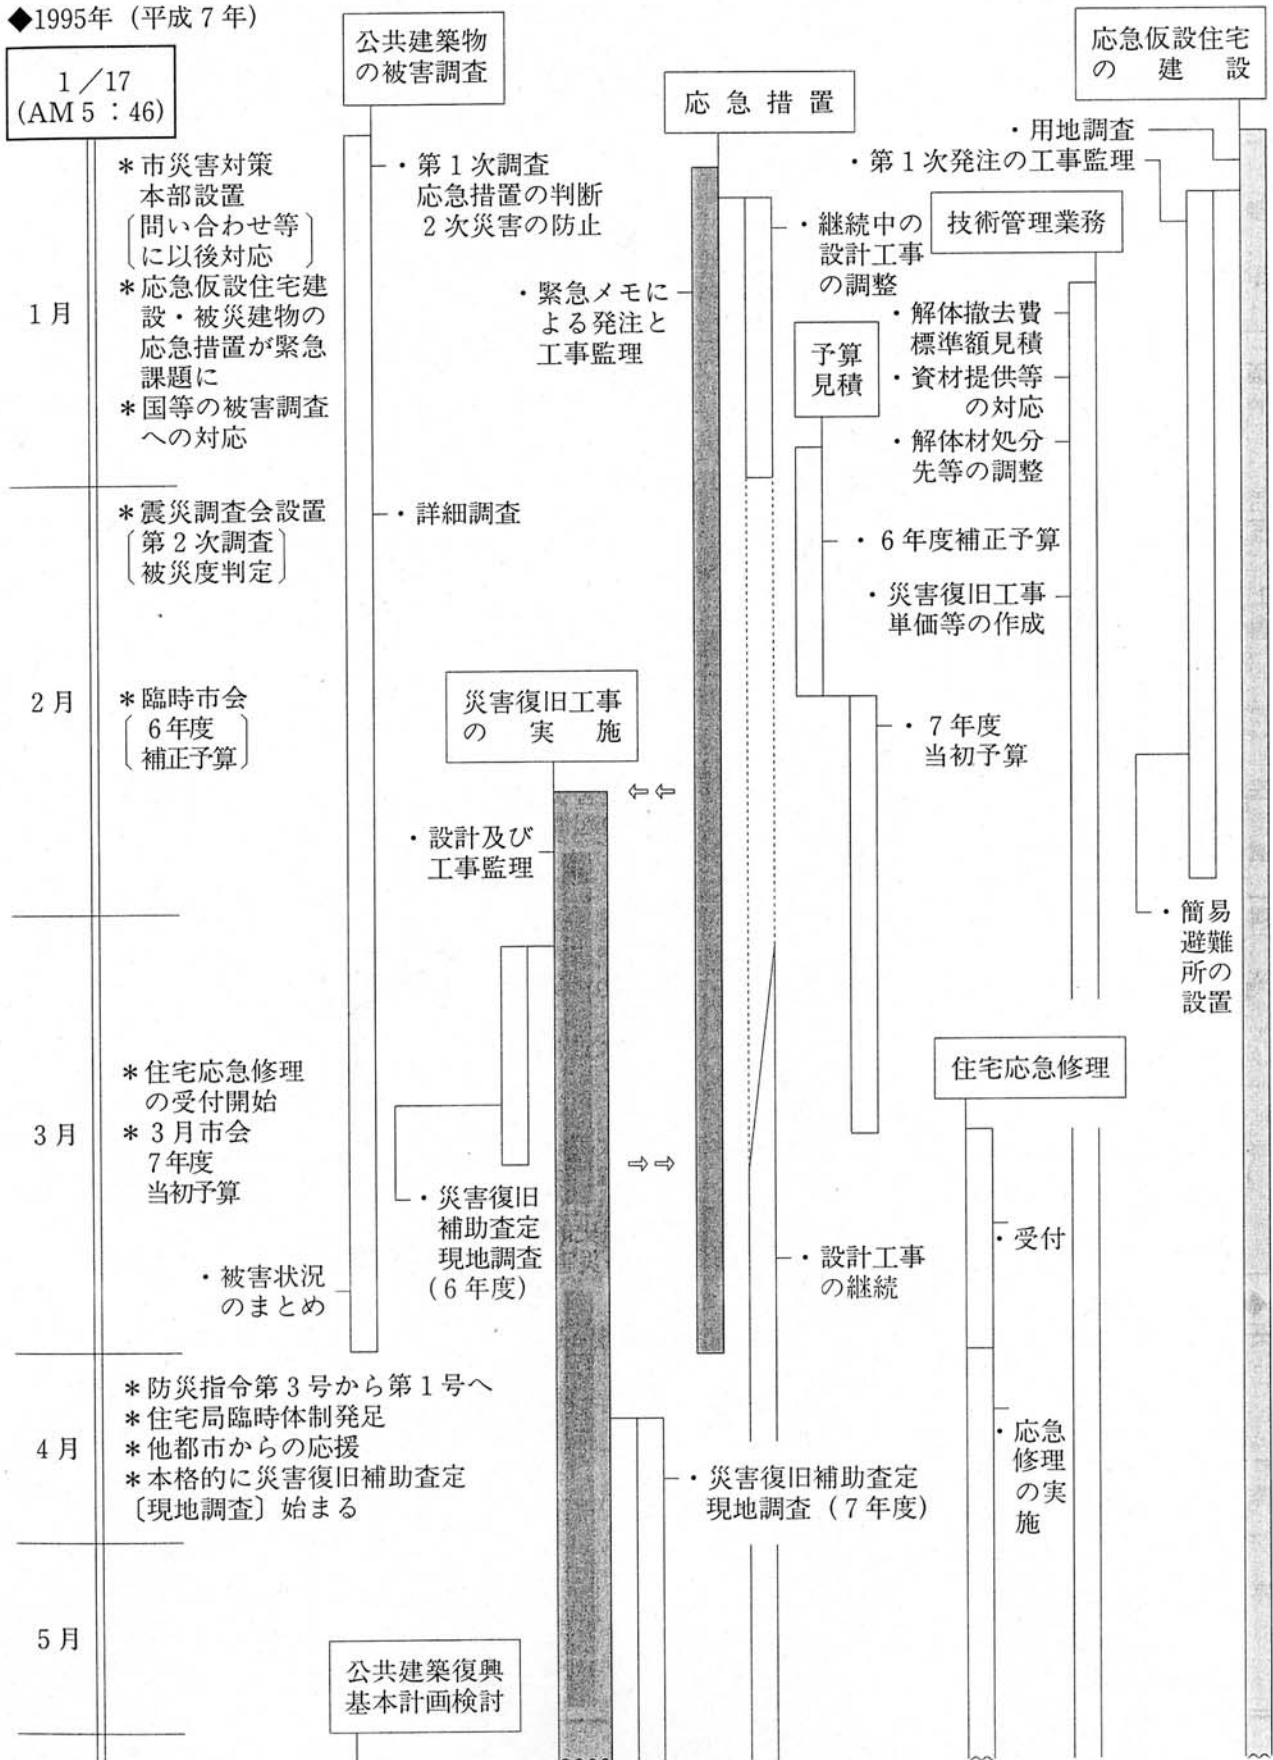 ◆1995年（平成７年）
１／17
(AM５：46)
公共建築物
の被害調査
応急措置
応急仮設住宅
の建設
１月
＊市災害対策
本部設置
〔問い合わせ等
に以後対応〕
＊応急仮設住宅建
設・被災建物の
応急措置が緊急
課題に
＊国等の被害調査
への対応
・第１次調査
応急措置の判断
２次災害の防止
・緊急メモに
よる発注と
工事監理
・継続中の
設計工事
の調整
・用地調査
・第１次発注の工事監理
技術管理業務
・解体撤去費
標準額見積
・資材提供等
の対応
・解体材処分
先等の調整
予算
見積
２月
＊震災調査会設置
〔第２次調査
被災度判定〕
＊臨時市会
〔６年度
補正予算〕
・詳細調査
・６年度補正予算
・災害復旧工事
単価等の作成
・７年度
当初予算
災害復旧工事
の実施
⇦⇦
・設計及び
工事監理
・簡易
避難
所の
設置
３月
＊住宅応急修理
の受付開始
＊３月市会
７年度
当初予算
・被害状況
のまとめ
・災害復旧
補助査定
現地調査
（６年度）
⇨⇨
・設計工事
の継続
住宅応急修理
・受付
４月
＊防災指令第３号から第１号へ
＊住宅局臨時体制発足
＊他都市からの応援
＊本格的に災害復旧補助査定
〔現地調査〕始まる
・災害復旧補助査定
現地調査（７年度）
・応急
修理
の実
施
５月
公共建築復興
基本計画検討